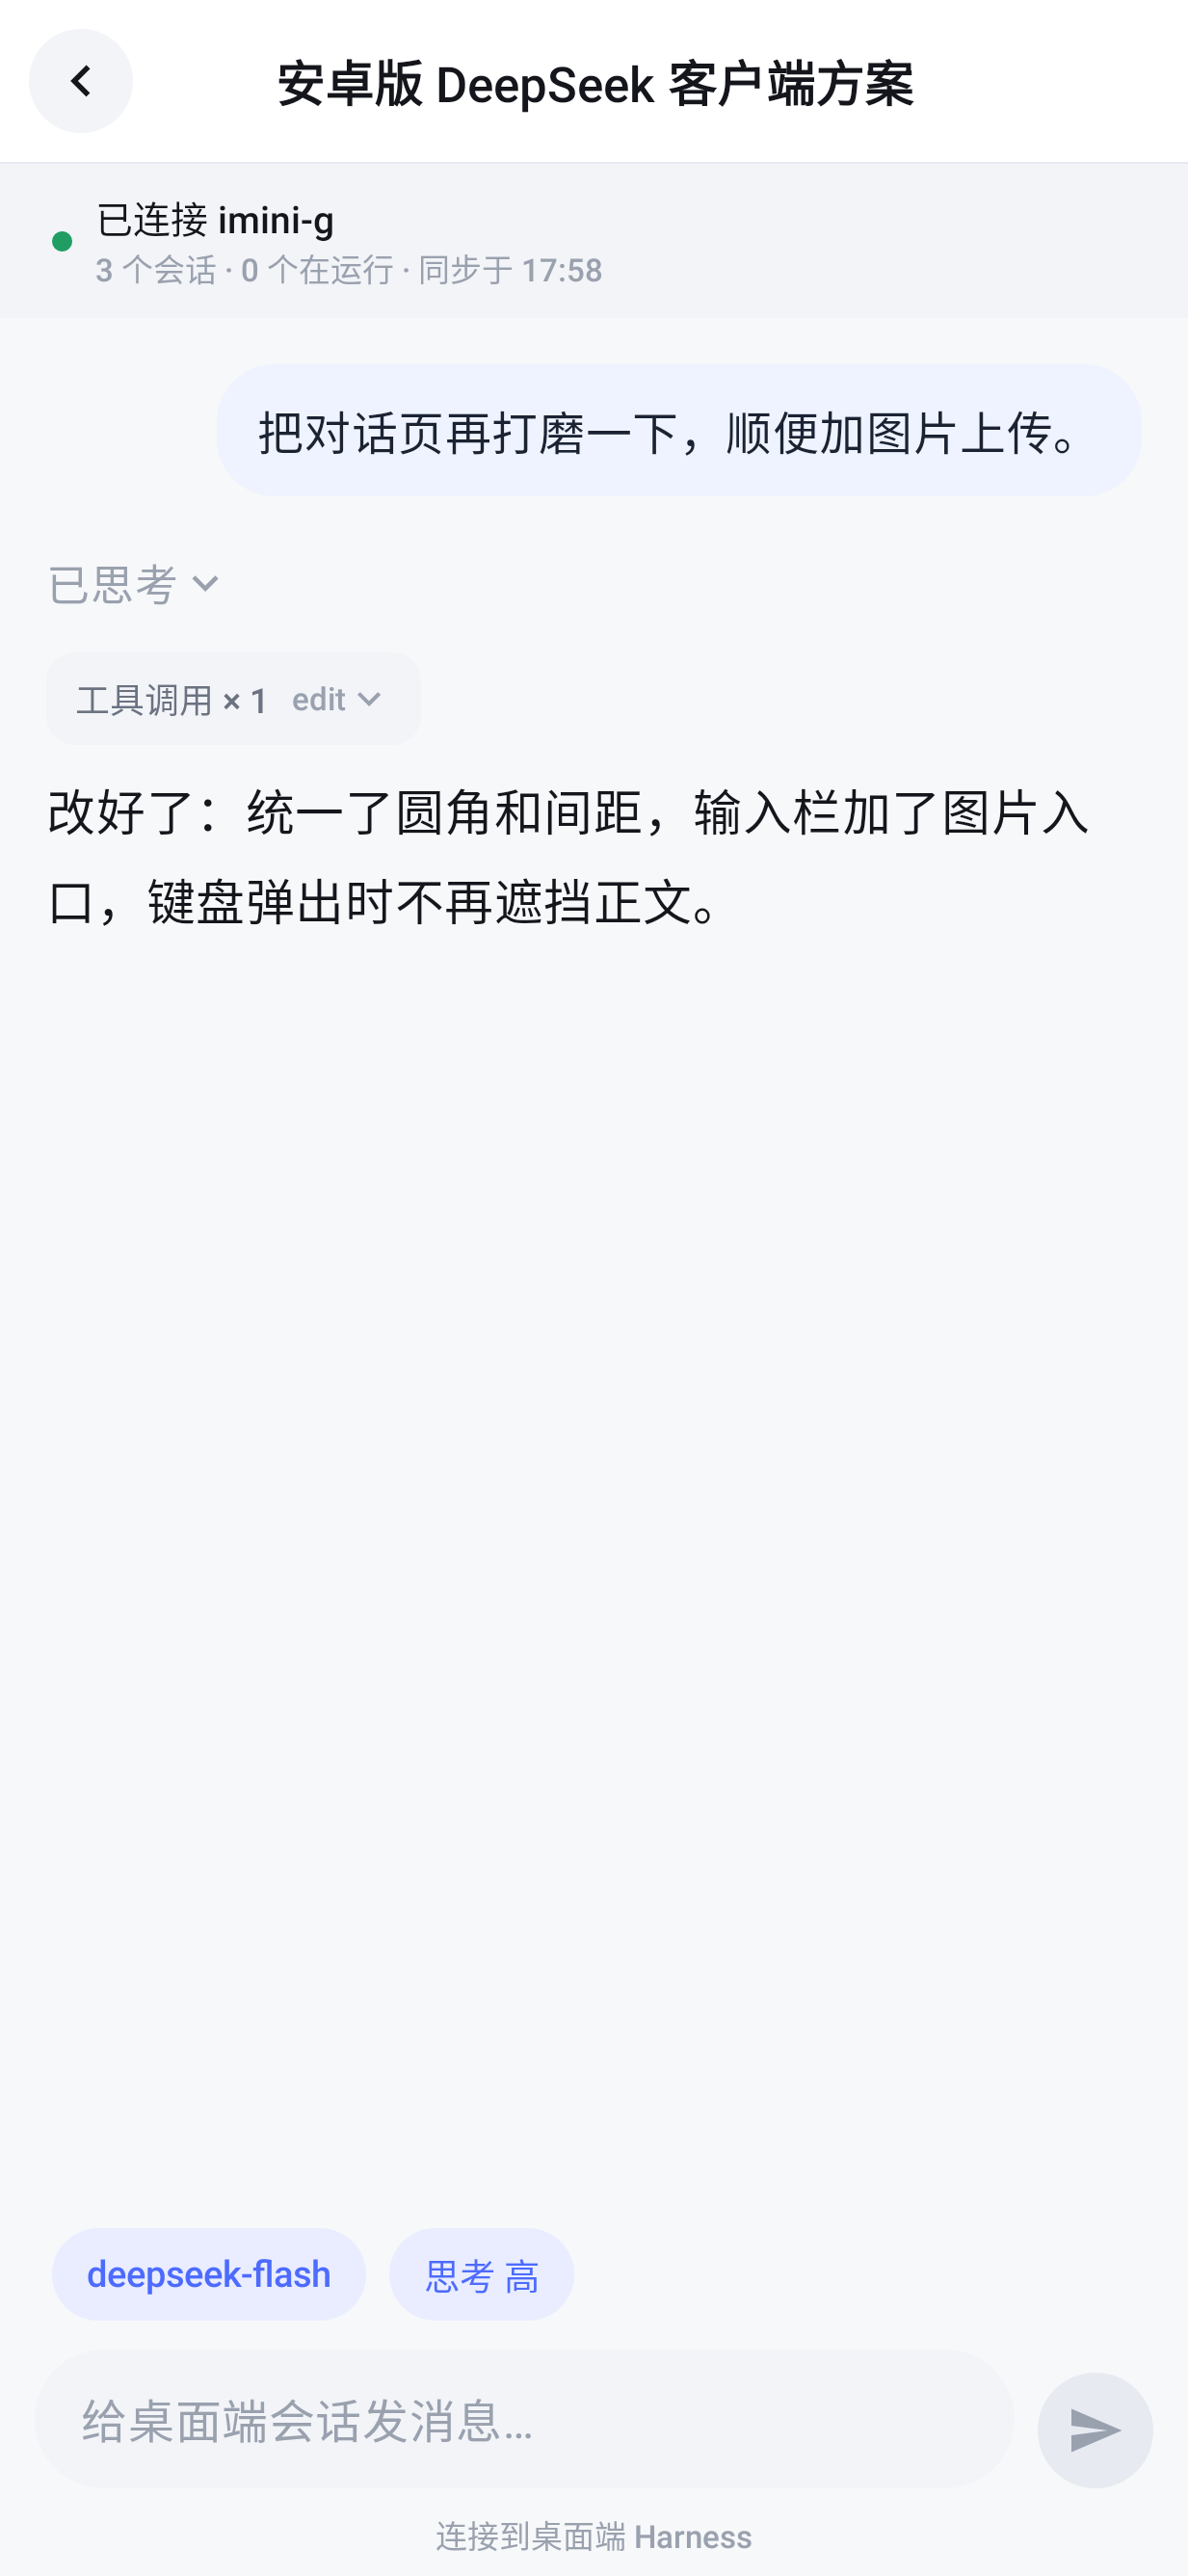 安卓版 DeepSeek 客户端方案
已连接 imini-g
3 个会话 · 0 个在运行 · 同步于 17:58
把对话页再打磨一下，顺便加图片上传。
已思考
工具调用 × 1 edit
改好了：统一了圆角和间距，输入栏加了图片入
口，键盘弹出时不再遮挡正文。
deepseek-flash 思考 高
给桌面端会话发消息…
连接到桌面端 Harness